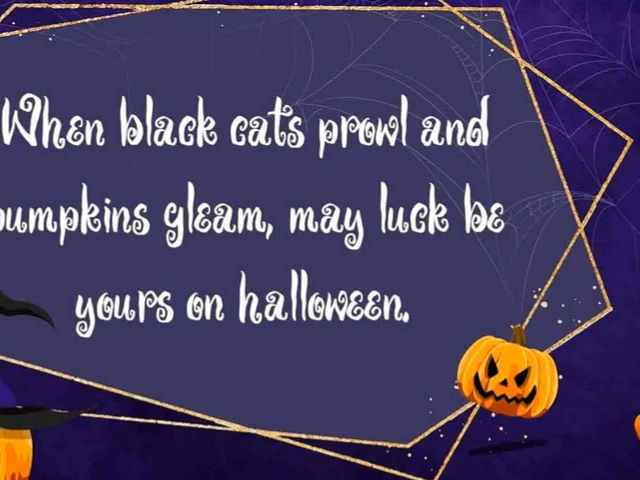 When black cats prowl and
pumpkins gleam, may luck be
yours on halloween.